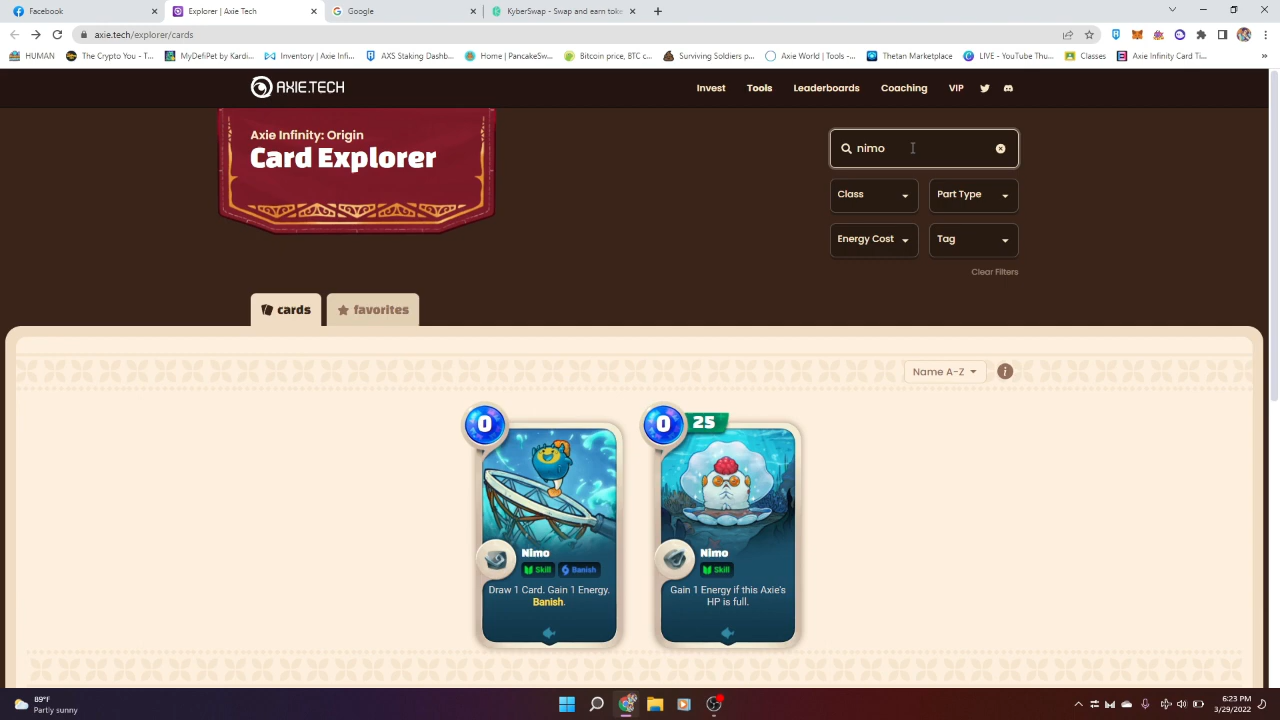 Facebook
Explorer | Axie Tech
Google
KyberSwap - Swap and earn toke
axie.tech/explorer/cards
HUMAN
The Crypto You - T...
MyDefiPet by Kardi...
Inventory | Axie Infi...
AXS Staking Dashb...
Home | PancakeSw...
Bitcoin price, BTC c...
Surviving Soldiers p...
Axie World | Tools -...
Thetan Marketplace
LIVE - YouTube Thu...
Classes
Axie Infinity Card Ti...
»
AXIE.TECH
Invest
Tools
Leaderboards
Coaching
VIP
Axie Infinity: Origin
Card Explorer
nimo
Class
Part Type
Energy Cost
Tag
Clear Filters
cards
favorites
Name A-Z
i
0
Nimo
Skill
Banish
Draw 1 Card. Gain 1 Energy.
Banish.
0
25
Nimo
Skill
Gain 1 Energy if this Axie's
HP is full.
89°F
Partly sunny
6:23 PM
3/29/2022